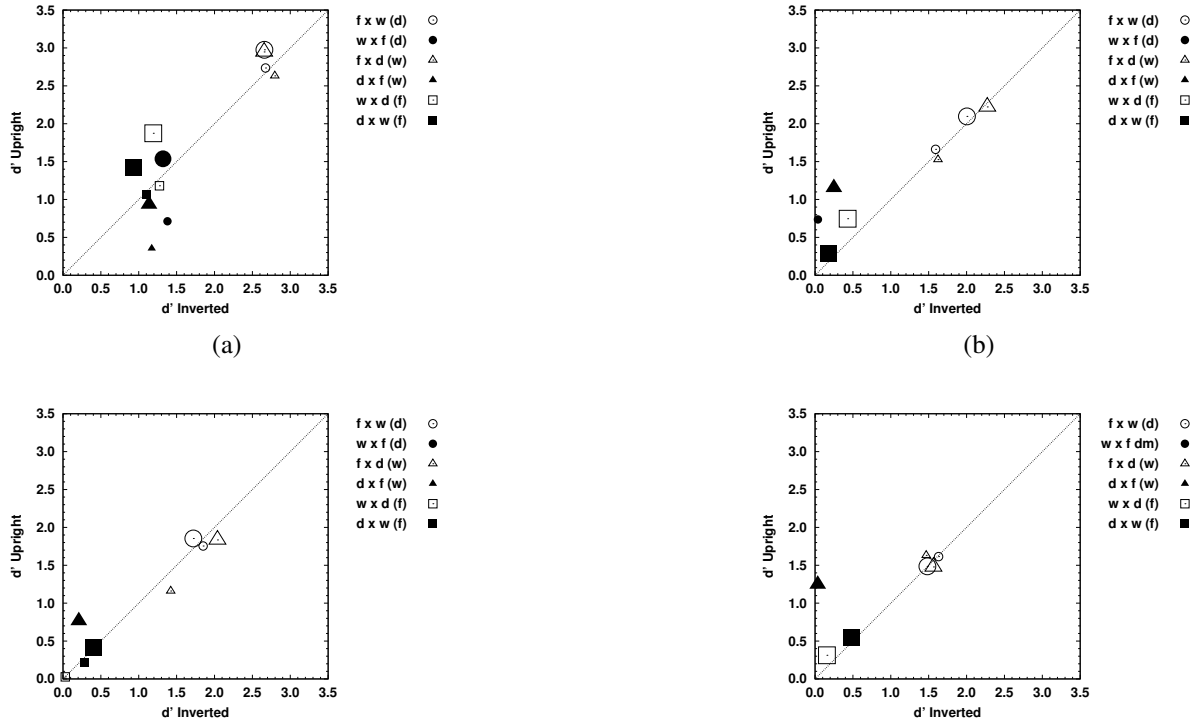 3.5
3.0
2.5
2.0
1.5
1.0
0.5
0.0
d' Upright
0.0 0.5 1.0 1.5 2.0 2.5 3.0 3.5
d' Inverted
f x w (d)
w x f (d)
f x d (w)
d x f (w)
w x d (f)
d x w (f)
(a)
3.5
3.0
2.5
2.0
1.5
1.0
0.5
0.0
d' Upright
0.0 0.5 1.0 1.5 2.0 2.5 3.0 3.5
d' Inverted
f x w (d)
w x f (d)
f x d (w)
d x f (w)
w x d (f)
d x w (f)
(b)
3.5
3.0
2.5
2.0
1.5
1.0
0.5
0.0
d' Upright
0.0 0.5 1.0 1.5 2.0 2.5 3.0 3.5
d' Inverted
f x w (d)
w x f (d)
f x d (w)
d x f (w)
w x d (f)
d x w (f)
3.5
3.0
2.5
2.0
1.5
1.0
0.5
0.0
d' Upright
0.0 0.5 1.0 1.5 2.0 2.5 3.0 3.5
d' Inverted
f x w (d)
w x f dm)
f x d (w)
d x f (w)
w x d (f)
d x w (f)